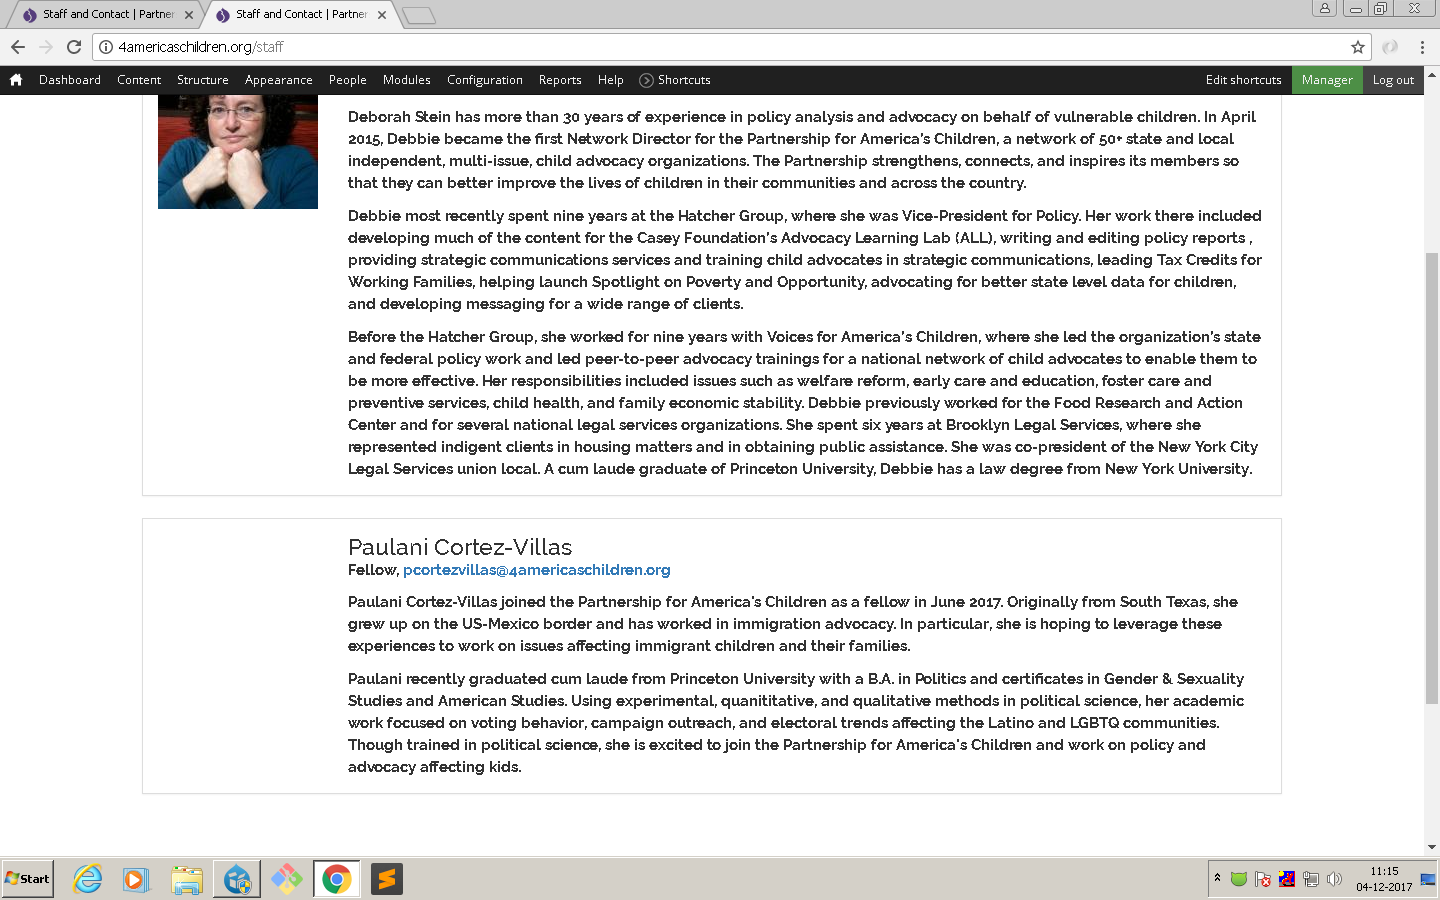 Staff and Contact | Partner
Staff and Contact | Partner
4americaschildren.org/staff
Dashboard Content Structure Appearance People Modules Configuration Reports Help Shortcuts Edit shortcuts Manager Log out
Deborah Stein has more than 30 years of experience in policy analysis and advocacy on behalf of vulnerable children. In April
2015, Debbie became the first Network Director for the Partnership for America's Children, a network of 50+ state and local
independent, multi-issue, child advocacy organizations. The Partnership strengthens, connects, and inspires its members so
that they can better improve the lives of children in their communities and across the country.
Debbie most recently spent nine years at the Hatcher Group, where she was Vice-President for Policy. Her work there included
developing much of the content for the Casey Foundation's Advocacy Learning Lab (ALL), writing and editing policy reports ,
providing strategic communications services and training child advocates in strategic communications, leading Tax Credits for
Working Families, helping launch Spotlight on Poverty and Opportunity, advocating for better state level data for children,
and developing messaging for a wide range of clients.
Before the Hatcher Group, she worked for nine years with Voices for America's Children, where she led the organization's state
and federal policy work and led peer-to-peer advocacy trainings for a national network of child advocates to enable them to
be more effective. Her responsibilities included issues such as welfare reform, early care and education, foster care and
preventive services, child health, and family economic stability. Debbie previously worked for the Food Research and Action
Center and for several national legal services organizations. She spent six years at Brooklyn Legal Services, where she
represented indigent clients in housing matters and in obtaining public assistance. She was co-president of the New York City
Legal Services union local. A cum laude graduate of Princeton University, Debbie has a law degree from New York University.
Paulani Cortez-Villas
Fellow, pcortezvillas@4americaschildren.org
Paulani Cortez-Villas joined the Partnership for America's Children as a fellow in June 2017. Originally from South Texas, she
grew up on the US-Mexico border and has worked in immigration advocacy. In particular, she is hoping to leverage these
experiences to work on issues affecting immigrant children and their families.
Paulani recently graduated cum laude from Princeton University with a B.A. in Politics and certificates in Gender & Sexuality
Studies and American Studies. Using experimental, quanititative, and qualitative methods in political science, her academic
work focused on voting behavior, campaign outreach, and electoral trends affecting the Latino and LGBTQ communities.
Though trained in political science, she is excited to join the Partnership for America's Children and work on policy and
advocacy affecting kids.
Start
11:15
04-12-2017